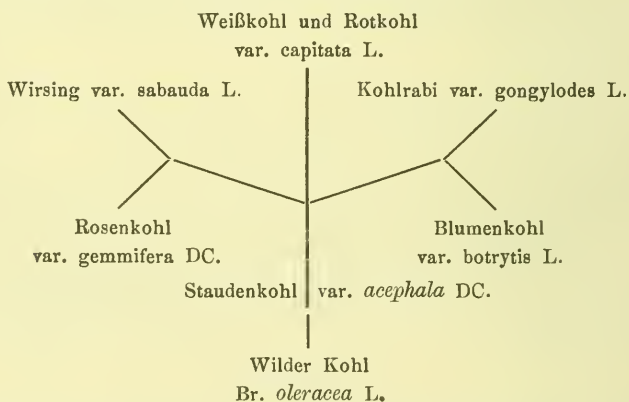 Weißkohl und Rotkohl
var. capitata L.
Wirsing var. sabauda L.
Kohlrabi var. gongylodes L.
Rosenkohl
var. gemmifera DC.
Blumenkohl
var. botrytis L.
Staudenkohl var. acephala DC.
Wilder Kohl
Br. oleracea L.